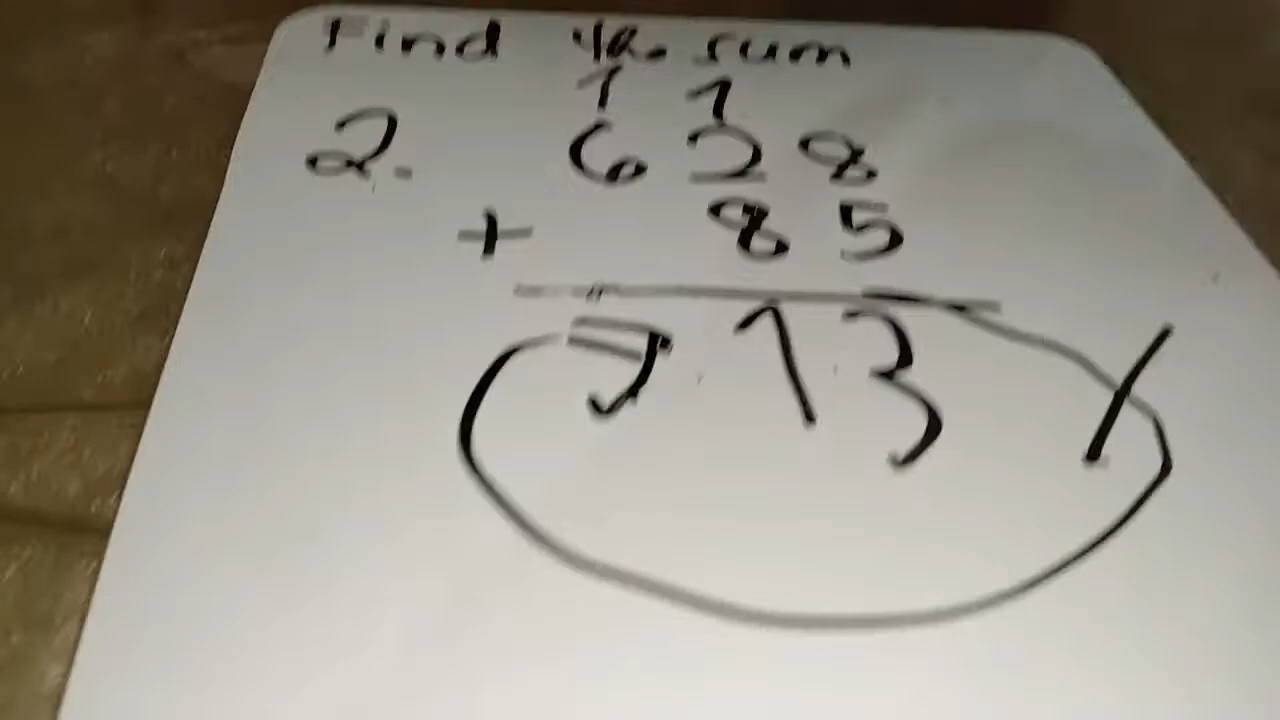 Find the sum
1 1
2. 628
+ 85
713